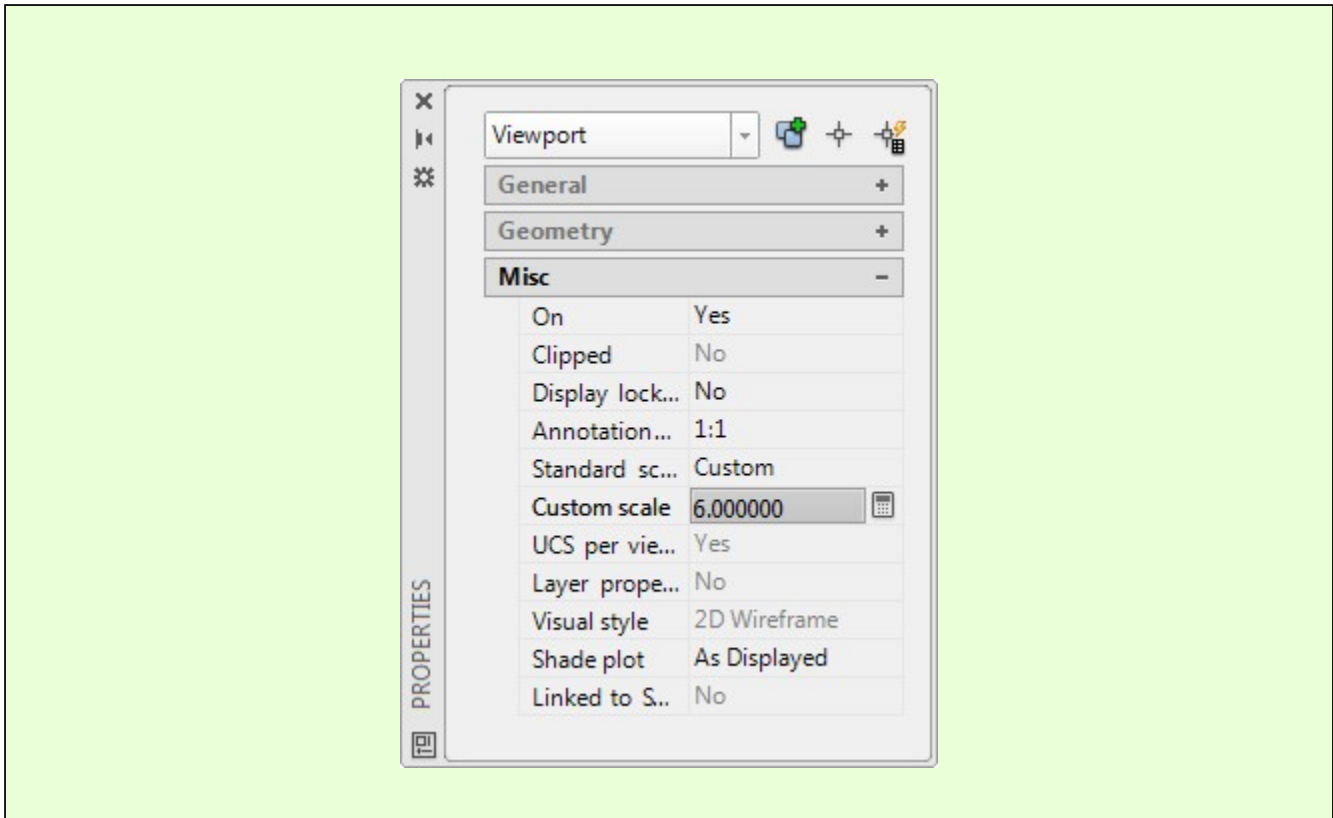 Viewport
General
Geometry
Misc
On Yes
Clipped No
Display lock... No
Annotation... 1:1
Standard sc... Custom
Custom scale 6.000000
UCS per vie... Yes
Layer prope... No
Visual style 2D Wireframe
Shade plot As Displayed
Linked to S... No
PROPERTIES